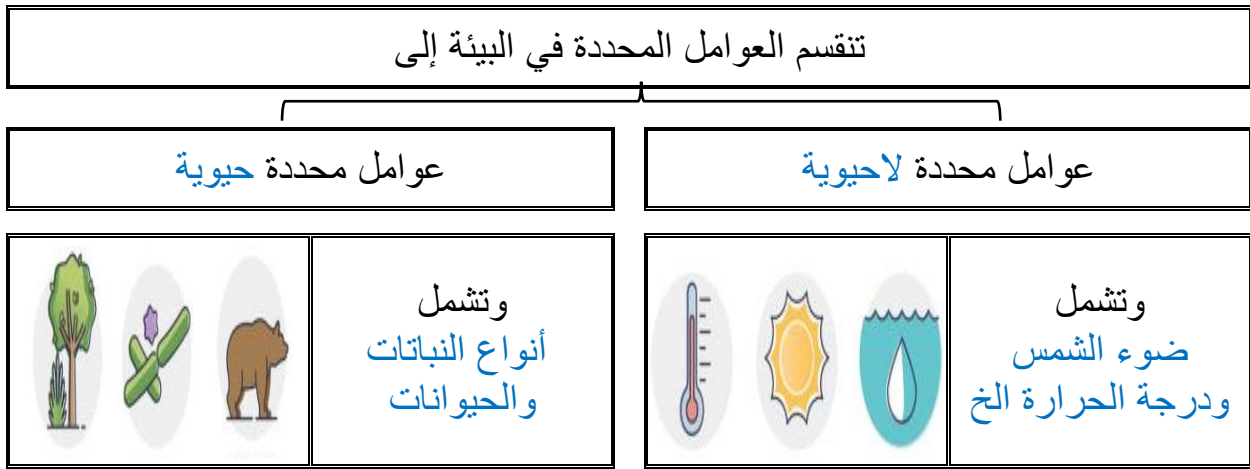 تنقسم العوامل المحددة في البيئة إلى
عوامل محددة لاحيوية
عوامل محددة حيوية
وتشمل
ضوء الشمس
ودرجة الحرارة الخ
وتشمل
أنواع النباتات
والحيوانات